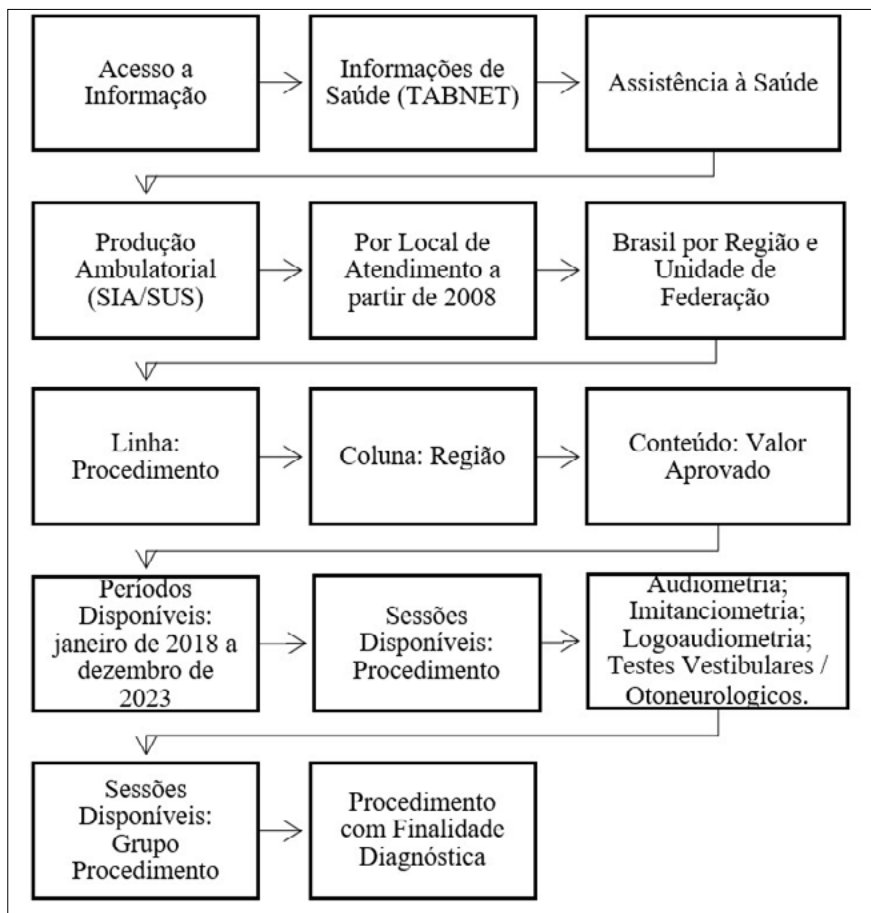 Acesso a
Informação
Informações de
Saúde (TABNET)
Assistência à Saúde
Produção
Ambulatorial
(SIA/SUS)
Por Local de
Atendimento a
partir de 2008
Brasil por Região e
Unidade de
Federação
Linha:
Procedimento
Coluna: Região
Conteúdo: Valor
Aprovado
Períodos
Disponíveis:
janeiro de 2018 a
dezembro de
2023
Sessões
Disponíveis:
Procedimento
Audiometria;
Imitanciometria;
Logoaudiometria;
Testes Vestibulares /
Otoneurologicos.
Sessões
Disponíveis:
Grupo
Procedimento
Procedimento
com Finalidade
Diagnóstica